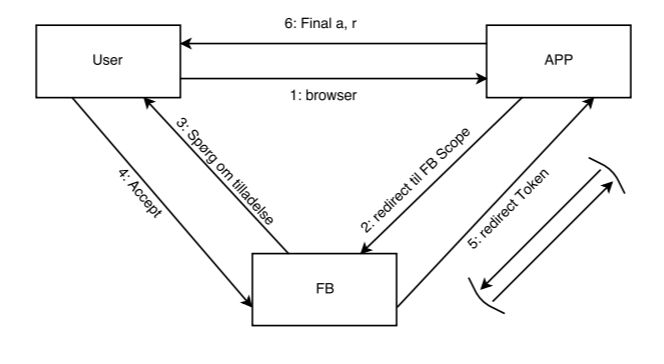 6: Final a, r
User
APP
1: browser
3: Spørg om tilladelse
2: redirect til FB Scope
4: Accept
5: redirect Token
FB